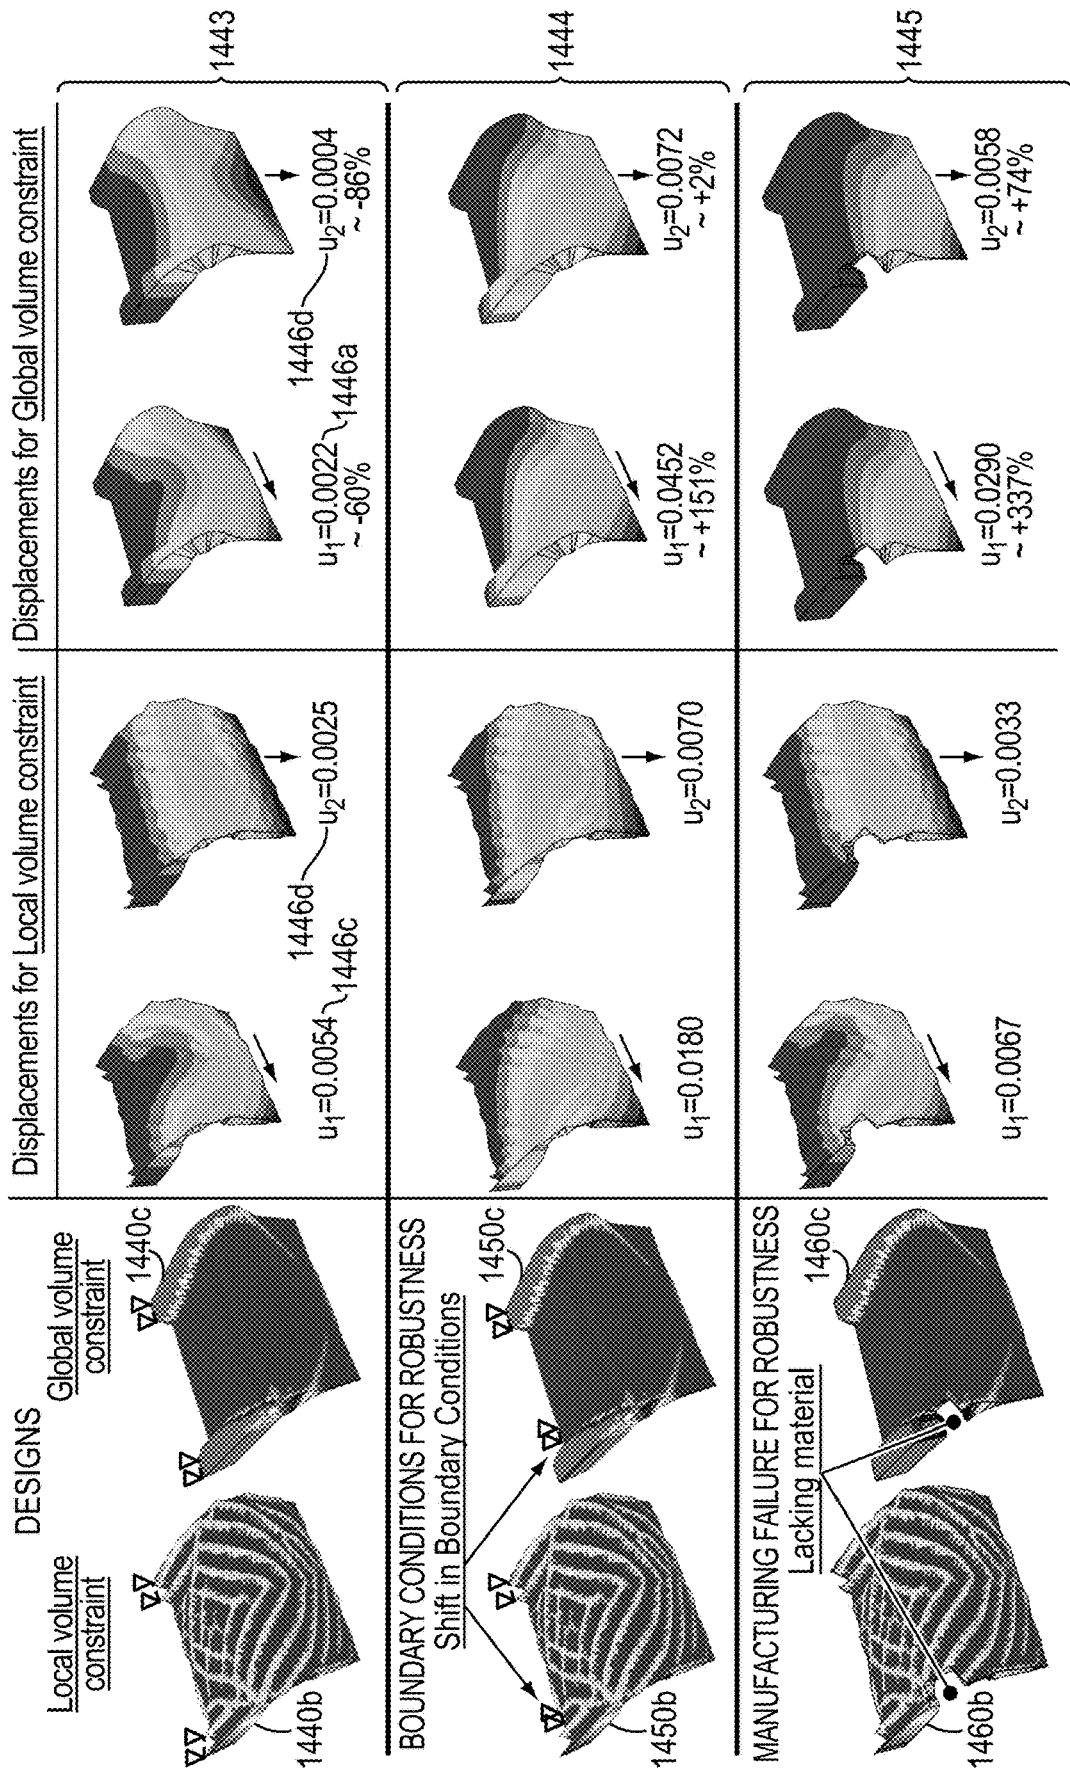 DESIGNS
Local volume
constraint
Global volume
constraint
Displacements for Local volume constraint
Displacements for Global volume constraint
1440b
1440c
u1=0.0054
1446c
1446d
u2=0.0025
u1=0.0022
~ -60%
1446a
1446d
u2=0.0004
~ -86%
1443
BOUNDARY CONDITIONS FOR ROBUSTNESS
Shift in Boundary Conditions
1450b
1450c
u1=0.0180
u2=0.0070
u1=0.0452
~ +151%
u2=0.0072
~ +2%
1444
MANUFACTURING FAILURE FOR ROBUSTNESS
Lacking material
1460b
1460c
u1=0.0067
u2=0.0033
u1=0.0290
~ +337%
u2=0.0058
~ +74%
1445